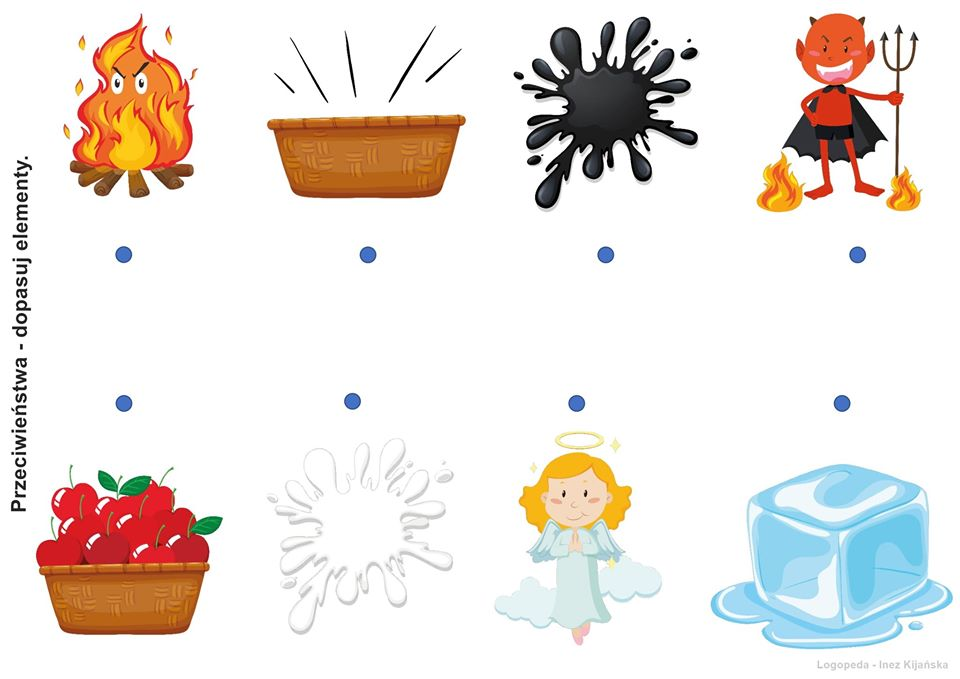 Przeciwieństwa - dopasuj elementy.
Logopeda - Inez Kijańska